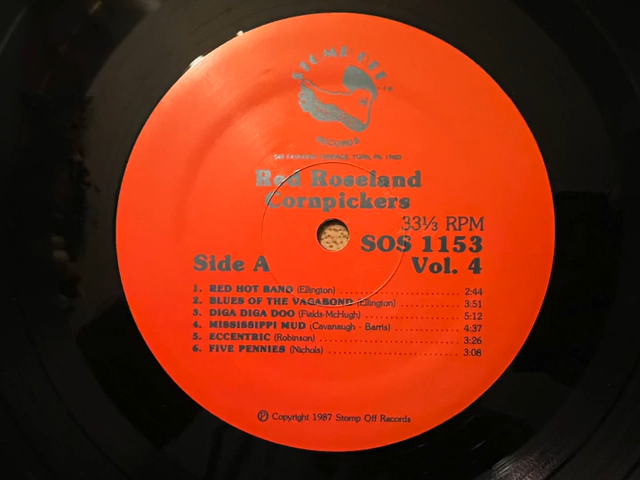 STOMP OFF
RECORDS
YORK, PA. 17403
Red Roseland
Cornpickers
33⅓ RPM
SOS 1153
Side A
Vol. 4
1. RED HOT BAND (Ellington) 2:44
2. BLUES OF THE VAGABOND (Ellington) 3:51
3. DIGA DIGA DOO (Fields-McHugh) 5:12
4. MISSISSIPPI MUD (Cavanaugh - Barris) 4:37
5. ECCENTRIC (Robinson) 3:26
6. FIVE PENNIES (Nichols) 3:08
Ⓟ Copyright 1987 Stomp Off Records